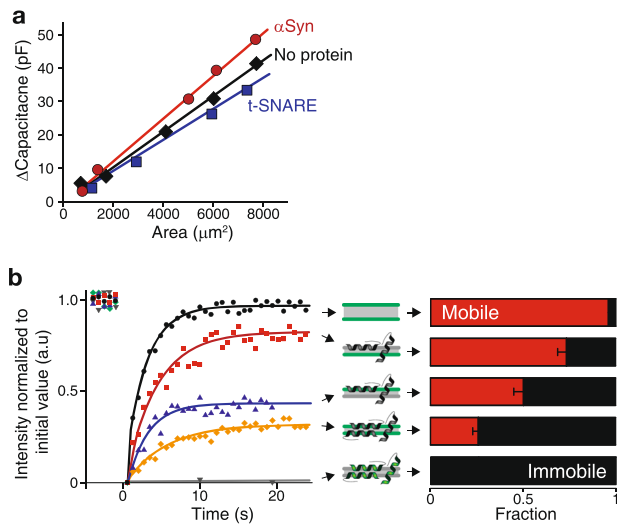 a
αSyn
No protein
t-SNARE
ΔCapacitacne (pF)
50
40
30
20
10
0
0 2000 4000 6000 8000
Area (µm²)
b
Intensity normalized to
initial value (a.u)
1.0
0.5
0
0 10 20
Time (s)
Mobile
Immobile
0 0.5 1
Fraction